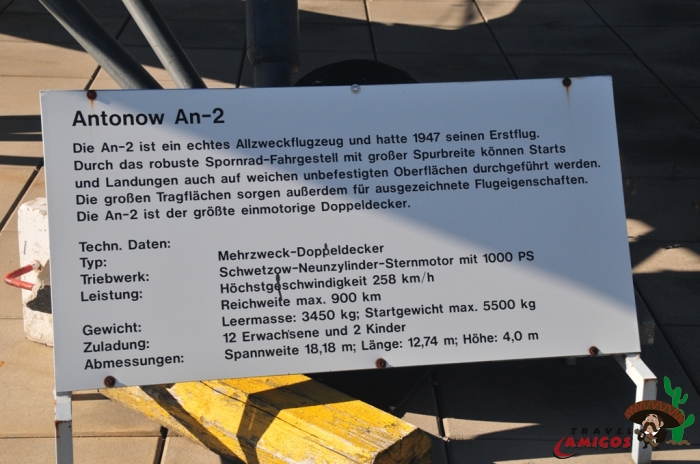 Antonow An-2
Die An-2 ist ein echtes Allzweckflugzeug und hatte 1947 seinen Erstflug.
Durch das robuste Spornrad-Fahrgestell mit großer Spurbreite können Starts
und Landungen auch auf weichen unbefestigten Oberflächen durchgeführt werden.
Die großen Tragflächen sorgen außerdem für ausgezeichnete Flugeigenschaften.
Die An-2 ist der größte einmotorige Doppeldecker.
Techn. Daten:
Typ: Mehrzweck-Doppeldecker
Triebwerk: Schwetzow-Neunzylinder-Sternmotor mit 1000 PS
Leistung: Höchstgeschwindigkeit 258 km/h
Reichweite max. 900 km
Gewicht: Leermasse: 3450 kg; Startgewicht max. 5500 kg
Zuladung: 12 Erwachsene und 2 Kinder
Abmessungen: Spannweite 18,18 m; Länge: 12,74 m; Höhe: 4,0 m
TRAVEL
AMIGOS